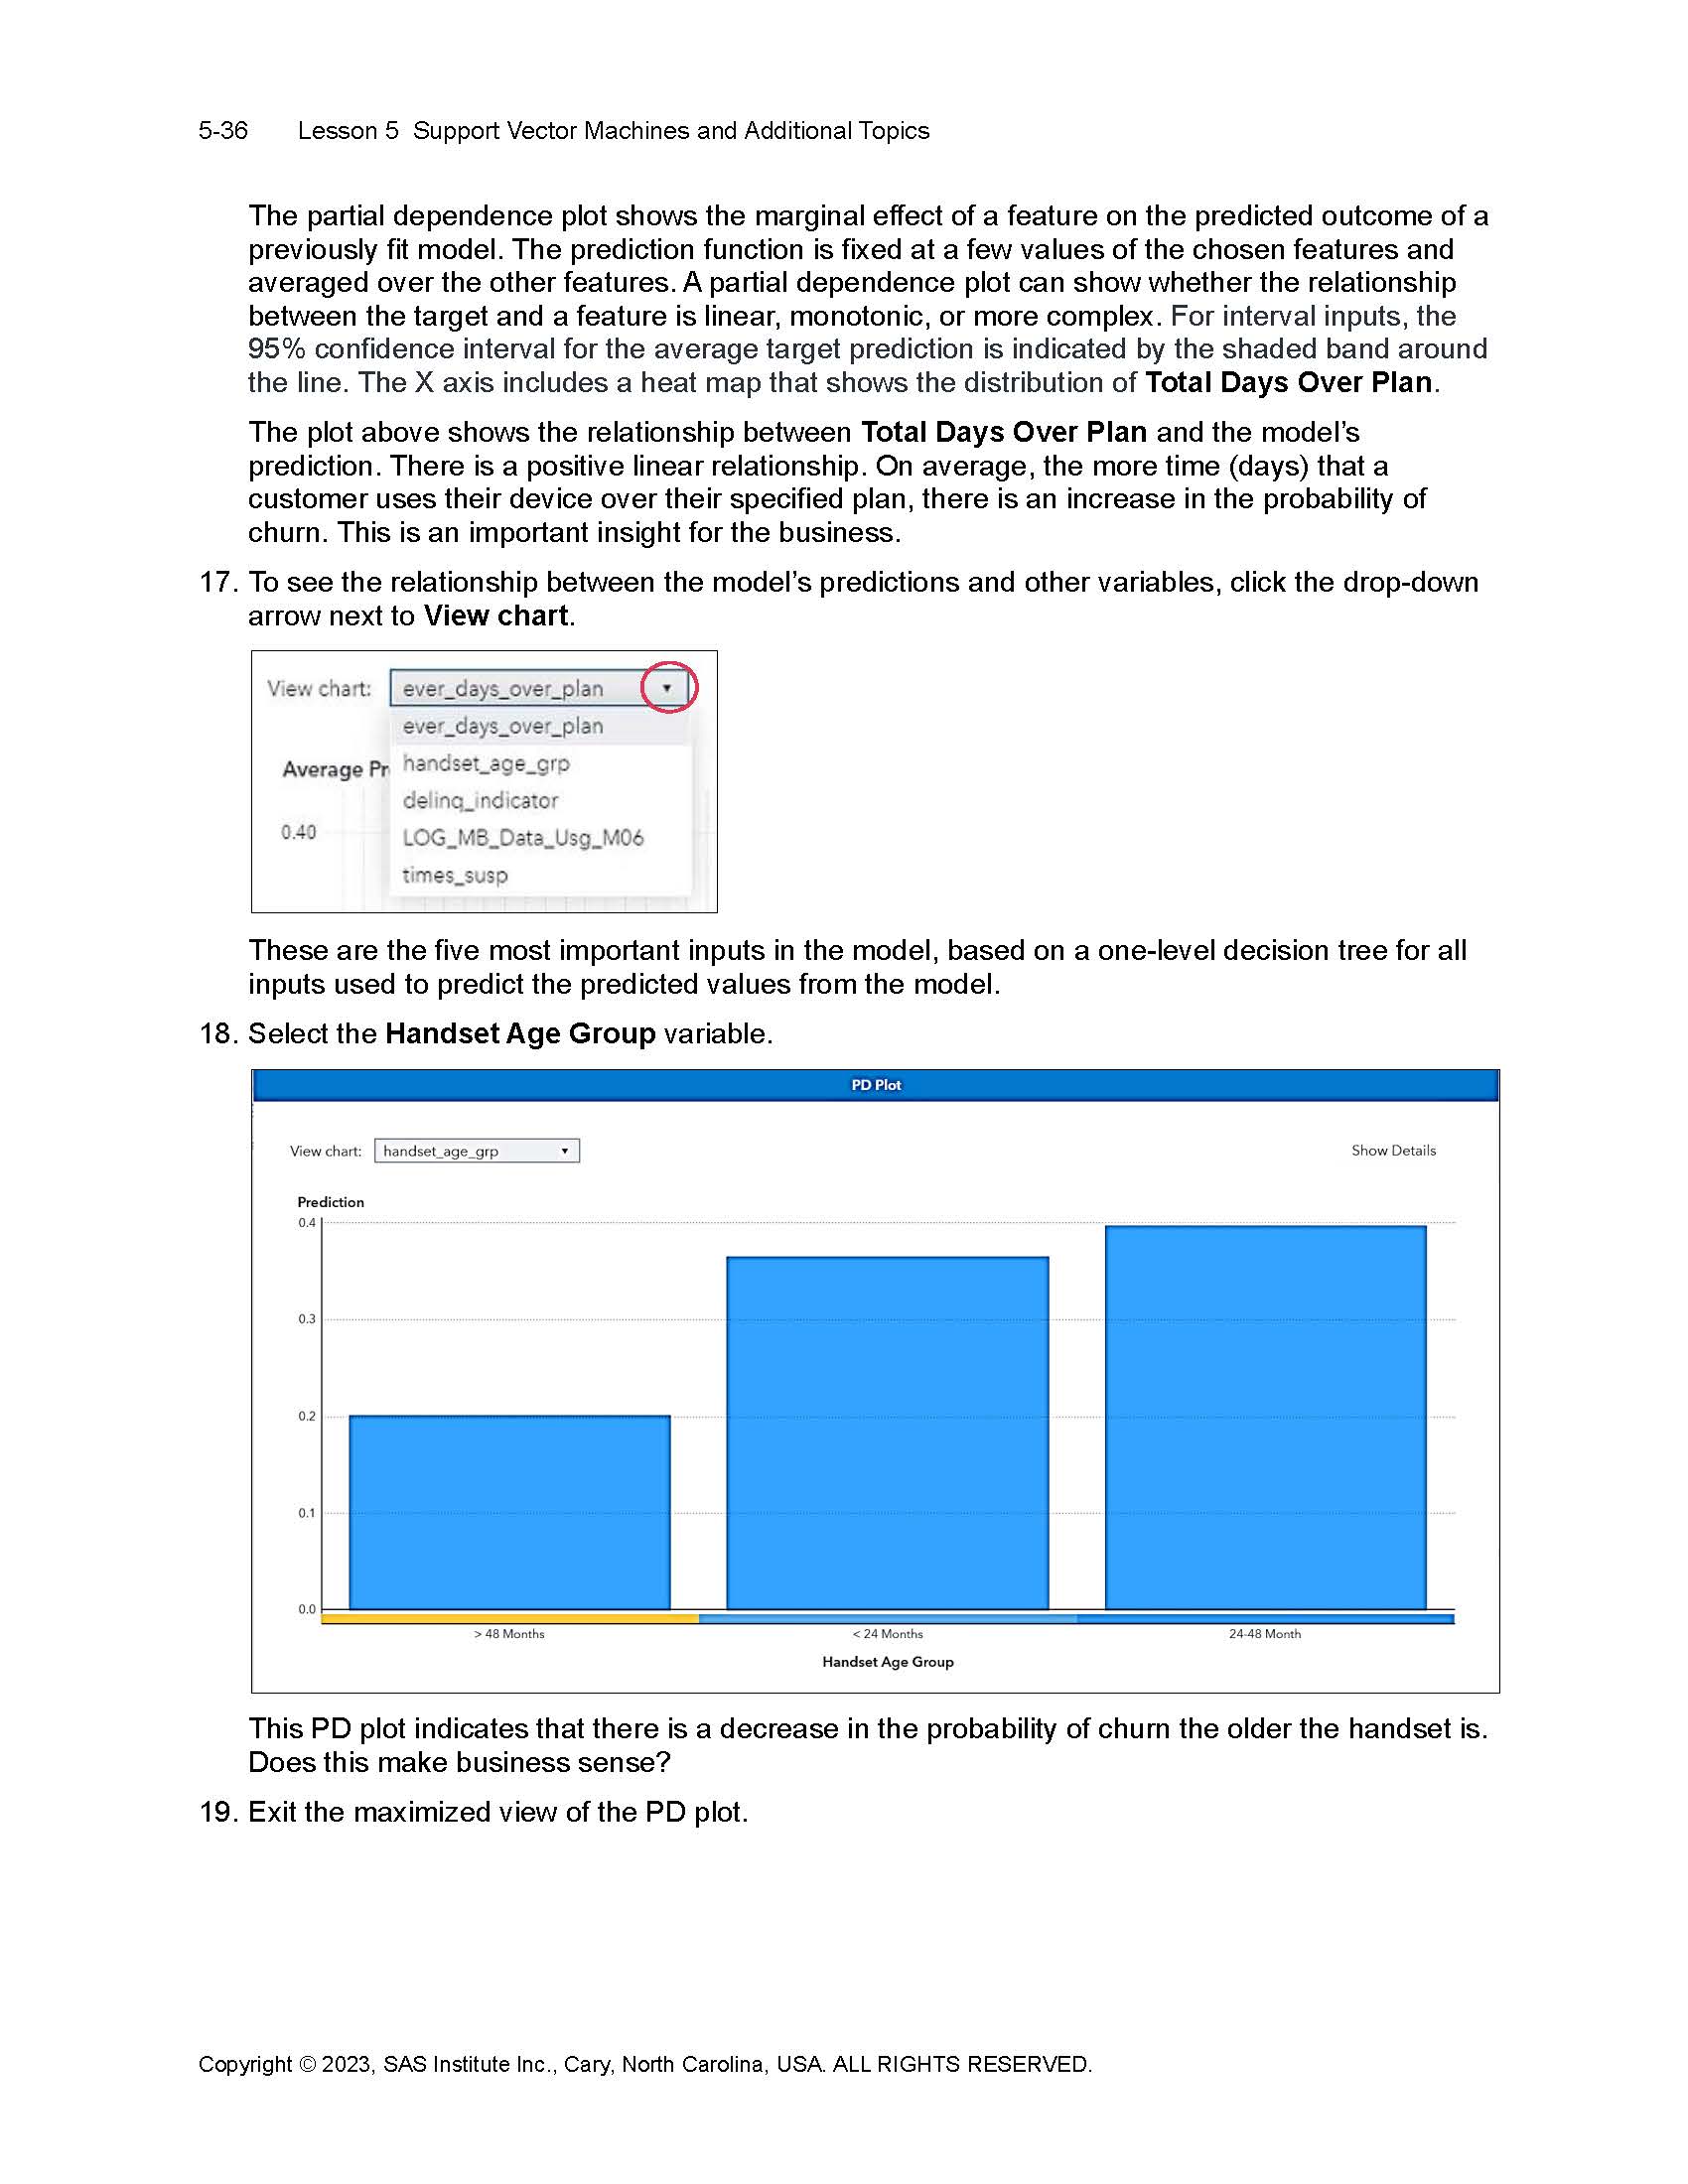 5-36 Lesson 5 Support Vector Machines and Additional Topics
The partial dependence plot shows the marginal effect of a feature on the predicted outcome of a
previously fit model. The prediction function is fixed at a few values of the chosen features and
averaged over the other features. A partial dependence plot can show whether the relationship
between the target and a feature is linear, monotonic, or more complex. For interval inputs, the
95% confidence interval for the average target prediction is indicated by the shaded band around
the line. The X axis includes a heat map that shows the distribution of Total Days Over Plan.
The plot above shows the relationship between Total Days Over Plan and the model’s
prediction. There is a positive linear relationship. On average, the more time (days) that a
customer uses their device over their specified plan, there is an increase in the probability of
churn. This is an important insight for the business.
17. To see the relationship between the model’s predictions and other variables, click the drop-down
arrow next to View chart.
View chart: ever_days_over_plan
ever_days_over_plan
Average Pr handset_age_grp
delinq_indicator
0.40 LOG_MB_Data_Usg_M06
times_susp
These are the five most important inputs in the model, based on a one-level decision tree for all
inputs used to predict the predicted values from the model.
18. Select the Handset Age Group variable.
PD Plot
View chart: handset_age_grp Show Details
Prediction
0.4
0.3
0.2
0.1
0.0
> 48 Months < 24 Months 24-48 Month
Handset Age Group
This PD plot indicates that there is a decrease in the probability of churn the older the handset is.
Does this make business sense?
19. Exit the maximized view of the PD plot.
Copyright © 2023, SAS Institute Inc., Cary, North Carolina, USA. ALL RIGHTS RESERVED.